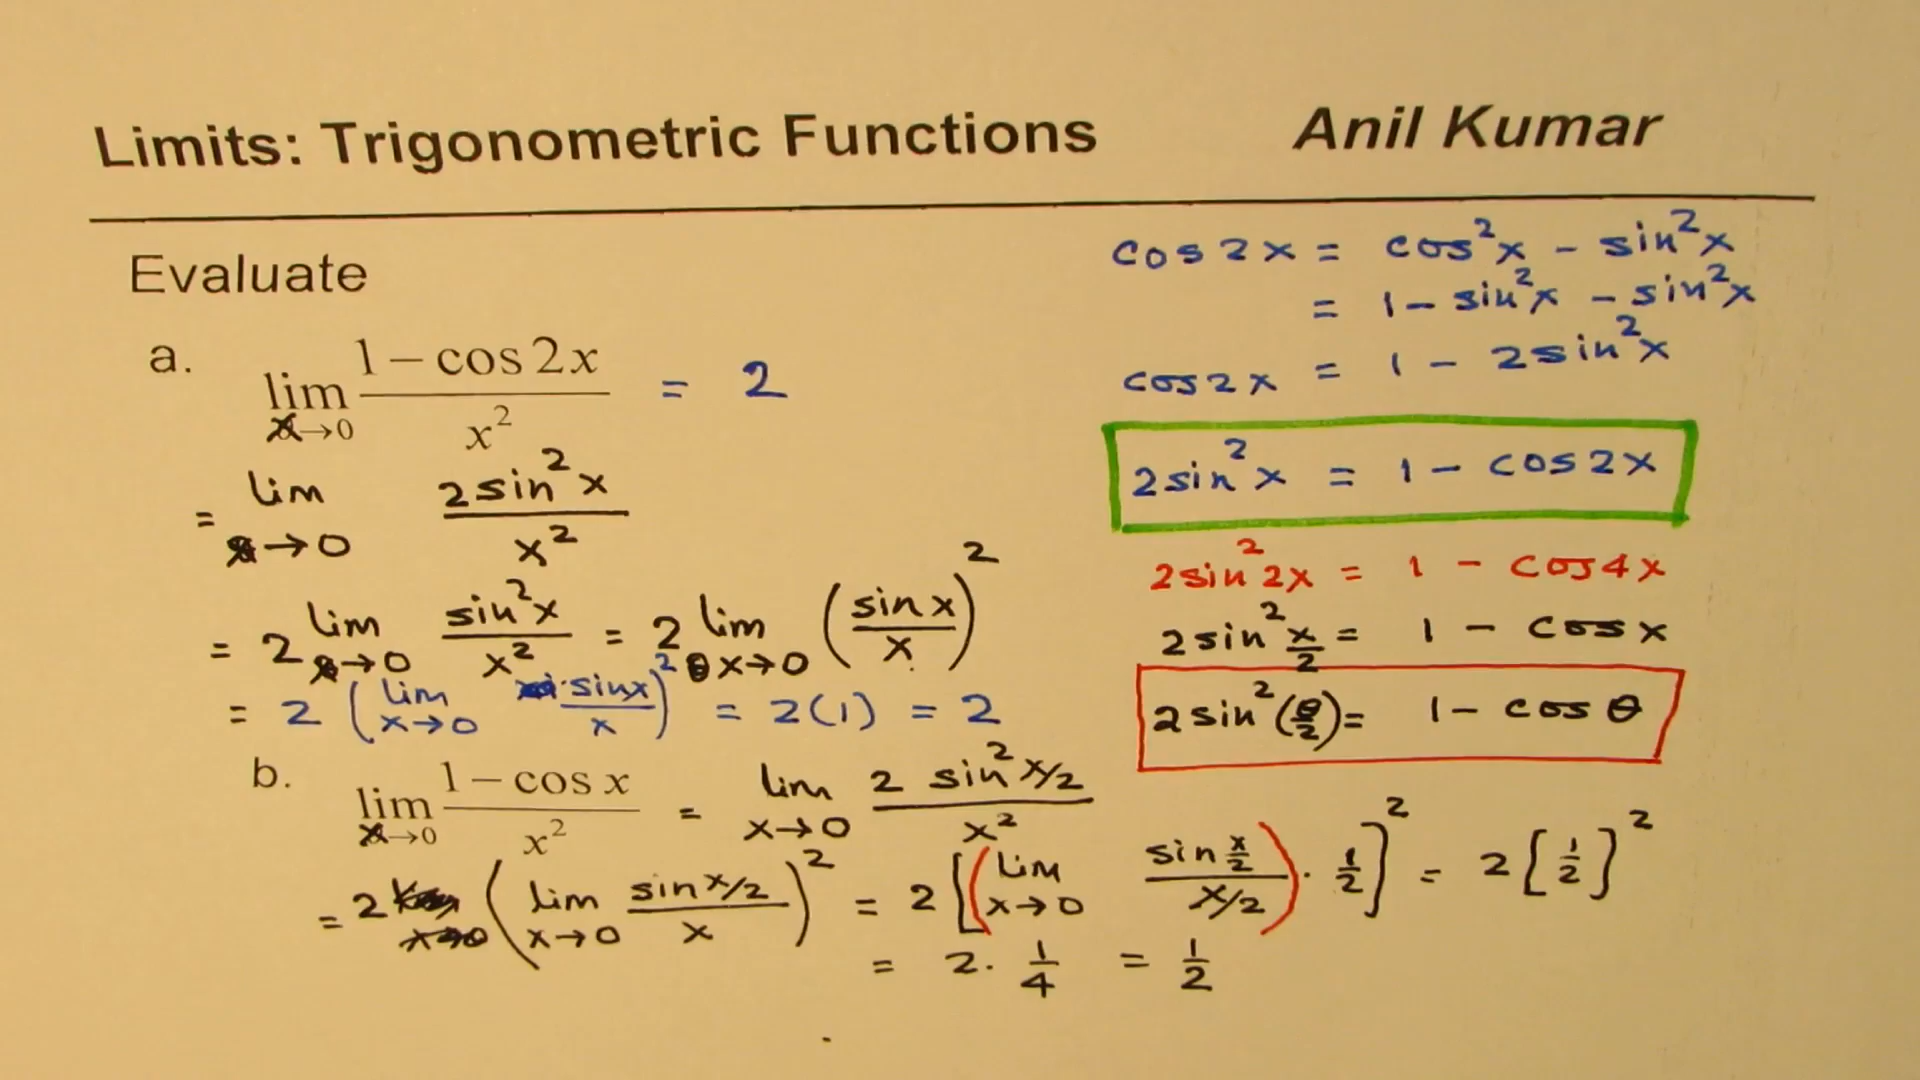 Limits: Trigonometric Functions Anil Kumar
Evaluate
a. lim x→0 (1 − cos 2x)/x² = 2
= lim x→0 2sin²x/x²
= 2 lim x→0 sin²x/x² = 2 lim x→0 (sin x/x)²
= 2 (lim x→0 sinx/x)² = 2(1) = 2
b. lim x→0 (1 − cos x)/x² = lim x→0 2 sin² x/2 / x²
= 2 (lim x→0 sin x/2 / x)² = 2 [(lim x→0 sin x/2 / x/2) · 1/2]² = 2 [1/2]²
= 2 · 1/4 = 1/2
cos 2x = cos²x − sin²x
= 1 − sin²x − sin²x
cos 2x = 1 − 2sin²x
2sin²x = 1 − cos 2x
2sin²2x = 1 − cos 4x
2sin² x/2 = 1 − cos x
2sin²(θ/2) = 1 − cos θ